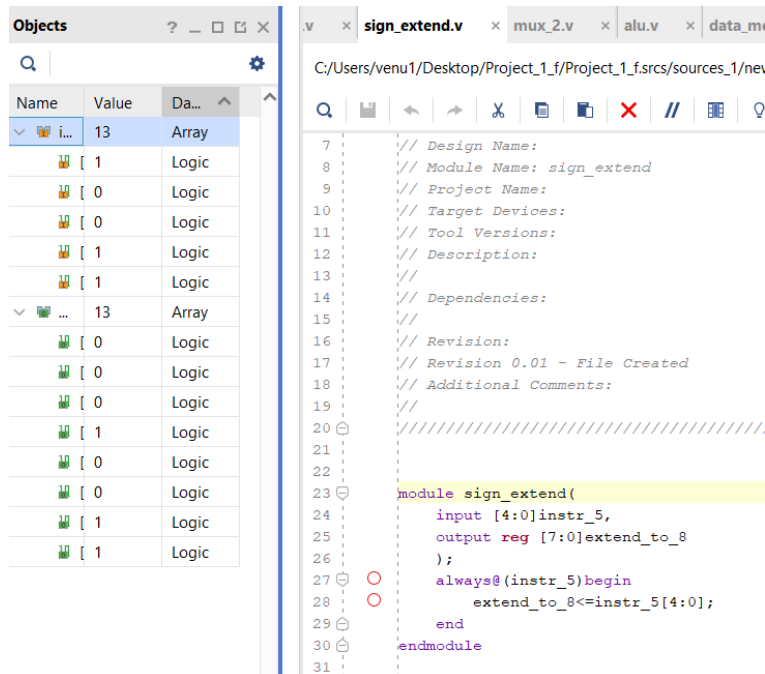 Objects ? _ □ X
Name Value Da...
i... 13 Array
[ 1 Logic
[ 0 Logic
[ 0 Logic
[ 1 Logic
[ 1 Logic
... 13 Array
[ 0 Logic
[ 0 Logic
[ 0 Logic
[ 1 Logic
[ 0 Logic
[ 0 Logic
[ 1 Logic
[ 1 Logic
.v × sign_extend.v × mux_2.v × alu.v × data_me
C:/Users/venu1/Desktop/Project_1_f/Project_1_f.srcs/sources_1/new
//
7 // Design Name:
8 // Module Name: sign_extend
9 // Project Name:
10 // Target Devices:
11 // Tool Versions:
12 // Description:
13 //
14 // Dependencies:
15 //
16 // Revision:
17 // Revision 0.01 - File Created
18 // Additional Comments:
19 //
20 //////////////////////////////////////////
21
22
23 module sign_extend(
24 input [4:0]instr_5,
25 output reg [7:0]extend_to_8
26 );
27 always@(instr_5)begin
28 extend_to_8<=instr_5[4:0];
29 end
30 endmodule
31